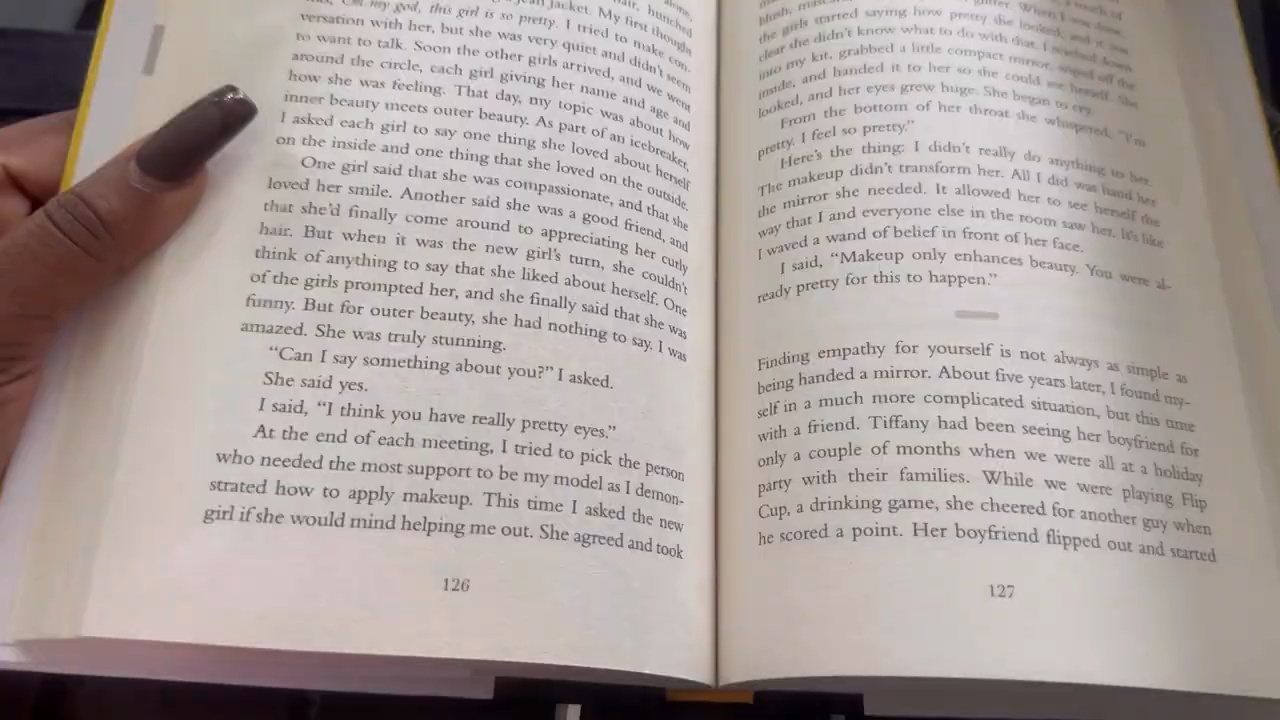 jean jacket. My first thought
my god, this girl is so pretty. I tried to make con-
versation with her, but she was very quiet and didn't seem
to want to talk. Soon the other girls arrived, and we went
around the circle, each girl giving her name and age and
how she was feeling. That day, my topic was about how
inner beauty meets outer beauty. As part of an icebreaker,
I asked each girl to say one thing she loved about herself
on the inside and one thing that she loved on the outside.
One girl said that she was compassionate, and that she
loved her smile. Another said she was a good friend, and
that she'd finally come around to appreciating her curly
hair. But when it was the new girl's turn, she couldn't
think of anything to say that she liked about herself. One
of the girls prompted her, and she finally said that she was
funny. But for outer beauty, she had nothing to say. I was
amazed. She was truly stunning.
“Can I say something about you?” I asked.
She said yes.
I said, “I think you have really pretty eyes.”
At the end of each meeting, I tried to pick the person
who needed the most support to be my model as I demon-
strated how to apply makeup. This time I asked the new
girl if she would mind helping me out. She agreed and took
126
glitter. When I was done,
the girls started saying how pretty she looked, and it was
clear she didn't know what to do with that. I reached down
into my kit, grabbed a little compact mirror, wiped off the
inside, and handed it to her so she could see herself. She
looked, and her eyes grew huge. She began to cry.
From the bottom of her throat she whispered, “I'm
pretty. I feel so pretty.”
Here's the thing: I didn't really do anything to her.
The makeup didn't transform her. All I did was hand her
the mirror she needed. It allowed her to see herself the
way that I and everyone else in the room saw her. It's like
I waved a wand of belief in front of her face.
I said, “Makeup only enhances beauty. You were al-
ready pretty for this to happen.”
Finding empathy for yourself is not always as simple as
being handed a mirror. About five years later, I found my-
self in a much more complicated situation, but this time
with a friend. Tiffany had been seeing her boyfriend for
only a couple of months when we were all at a holiday
party with their families. While we were playing Flip
Cup, a drinking game, she cheered for another guy when
he scored a point. Her boyfriend flipped out and started
127